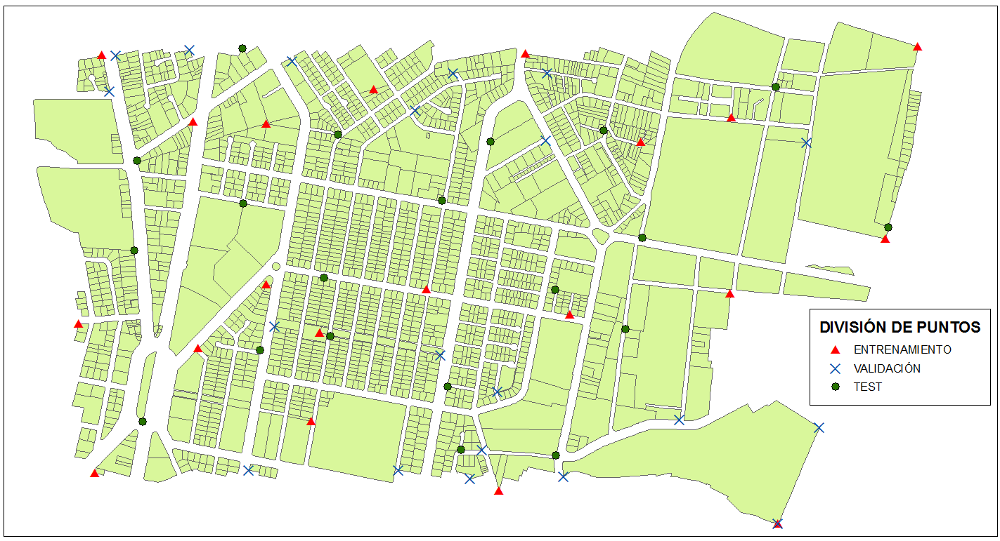 DIVISIÓN DE PUNTOS
ENTRENAMIENTO
VALIDACIÓN
TEST